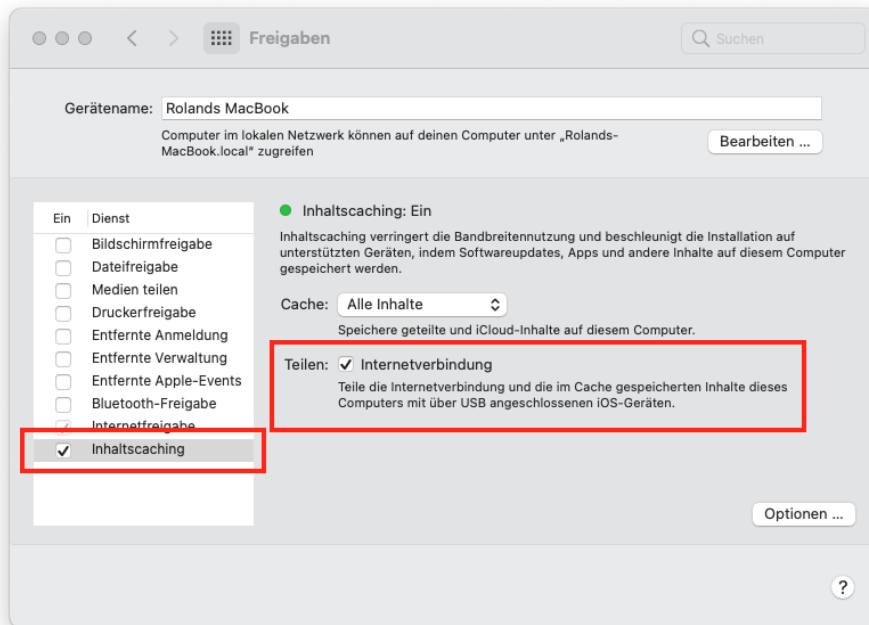 Freigaben
Suchen
Gerätename: Rolands MacBook
Computer im lokalen Netzwerk können auf deinen Computer unter „Rolands-
MacBook.local“ zugreifen
Bearbeiten ...
Ein Dienst
Bildschirmfreigabe
Dateifreigabe
Medien teilen
Druckerfreigabe
Entfernte Anmeldung
Entfernte Verwaltung
Entfernte Apple-Events
Bluetooth-Freigabe
Internetfreigabe
Inhaltscaching
Inhaltscaching: Ein
Inhaltscaching verringert die Bandbreitennutzung und beschleunigt die Installation auf
unterstützten Geräten, indem Softwareupdates, Apps und andere Inhalte auf diesem Computer
gespeichert werden.
Cache: Alle Inhalte
Speichere geteilte und iCloud-Inhalte auf diesem Computer.
Teilen: Internetverbindung
Teile die Internetverbindung und die im Cache gespeicherten Inhalte dieses
Computers mit über USB angeschlossenen iOS-Geräten.
Optionen ...
?